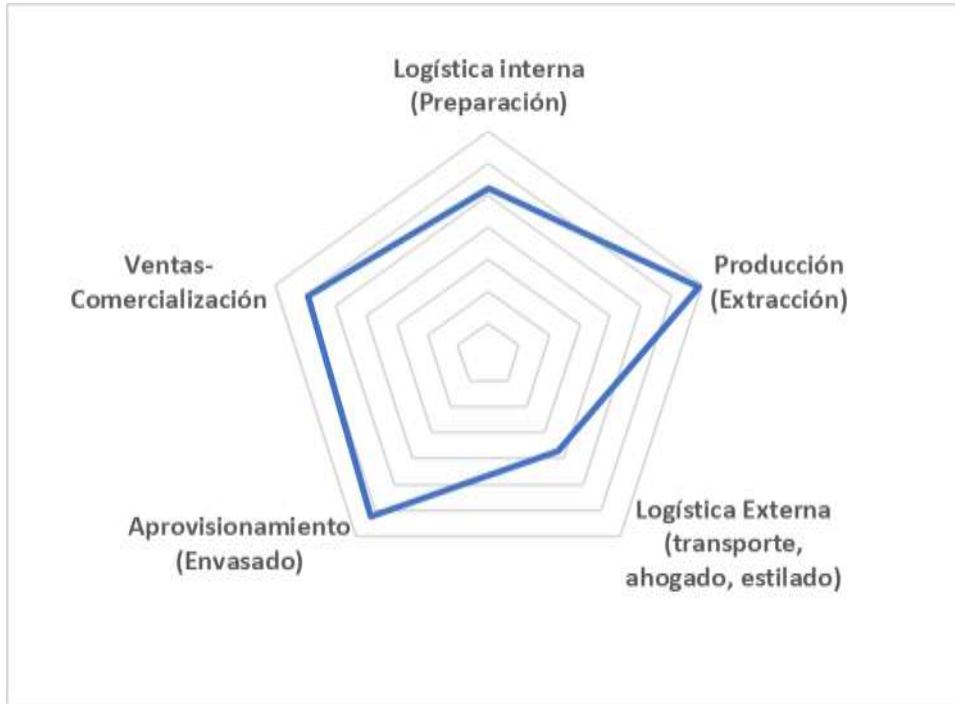 Logística interna
(Preparación)
Producción
(Extracción)
Logística Externa
(transporte,
ahogado, estilado)
Aprovisionamiento
(Envasado)
Ventas-
Comercialización